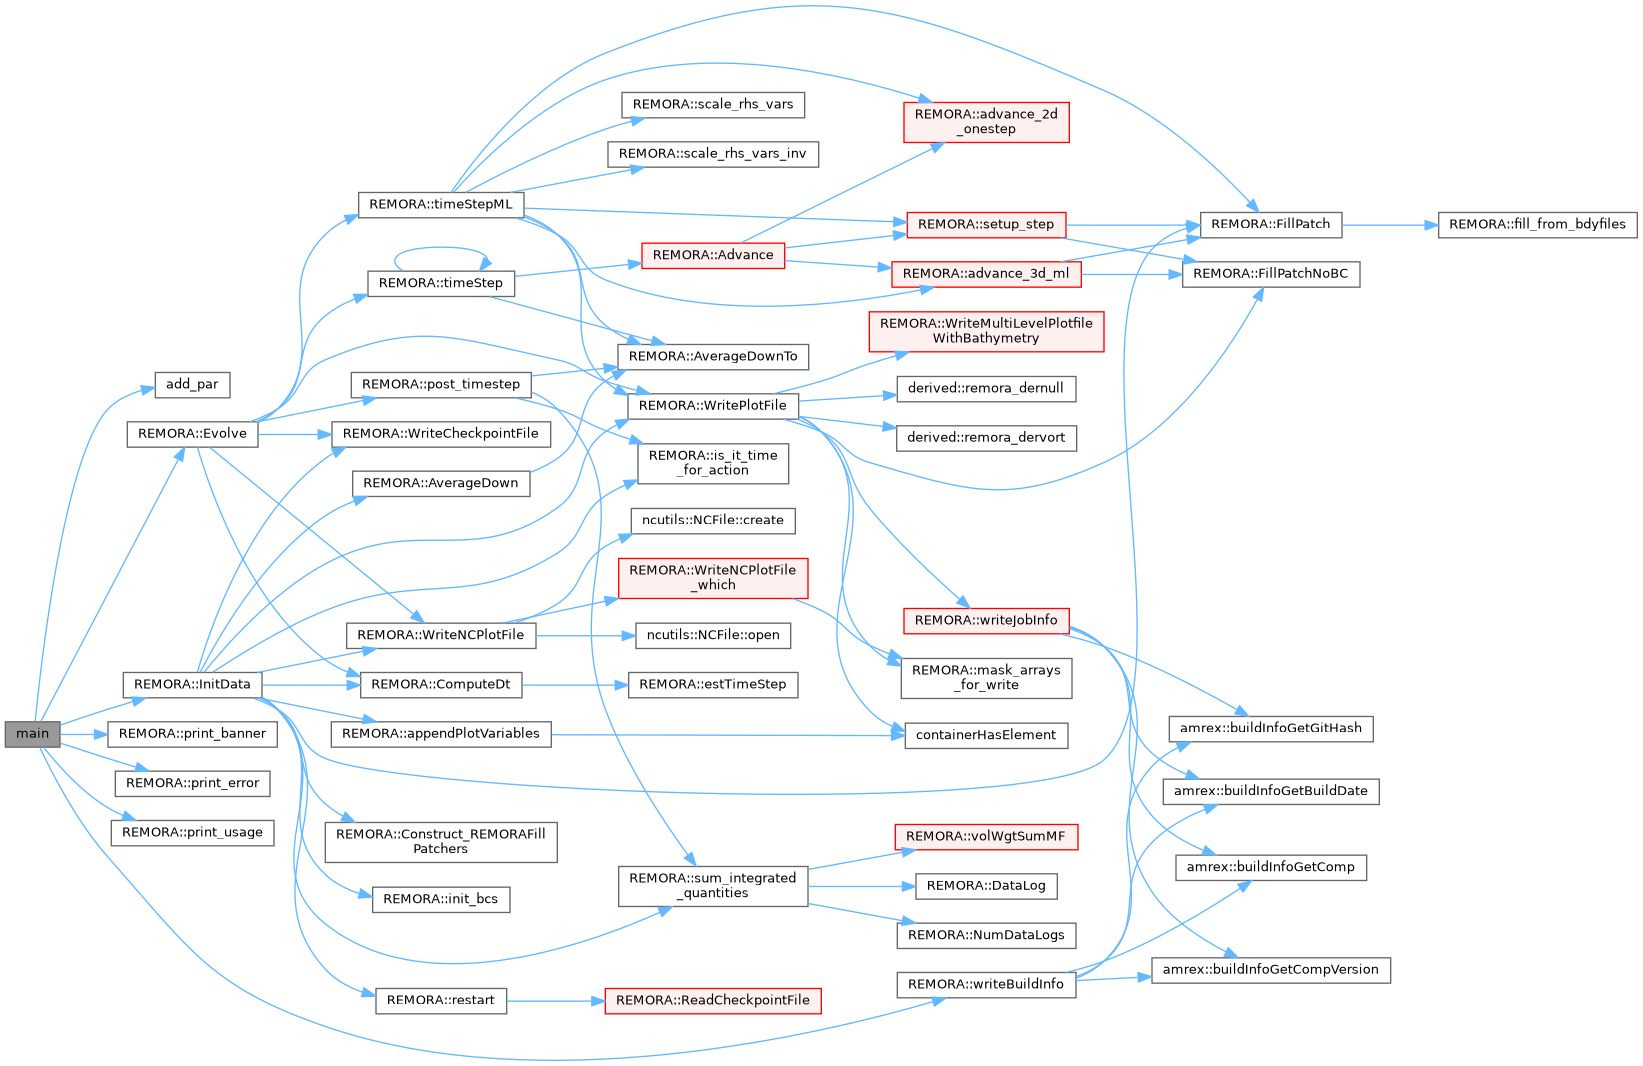 main
add_par
REMORA::Evolve
REMORA::InitData
REMORA::print_banner
REMORA::print_error
REMORA::print_usage
REMORA::timeStepML
REMORA::timeStep
REMORA::post_timestep
REMORA::WriteCheckpointFile
REMORA::AverageDown
REMORA::WriteNCPlotFile
REMORA::ComputeDt
REMORA::appendPlotVariables
REMORA::Construct_REMORAFill
Patchers
REMORA::init_bcs
REMORA::restart
REMORA::scale_rhs_vars
REMORA::scale_rhs_vars_inv
REMORA::Advance
REMORA::AverageDownTo
REMORA::WritePlotFile
REMORA::is_it_time
_for_action
ncutils::NCFile::create
REMORA::WriteNCPlotFile
_which
ncutils::NCFile::open
REMORA::estTimeStep
REMORA::sum_integrated
_quantities
REMORA::ReadCheckpointFile
REMORA::advance_2d
_onestep
REMORA::setup_step
REMORA::advance_3d_ml
REMORA::WriteMultiLevelPlotfile
WithBathymetry
derived::remora_dernull
derived::remora_dervort
REMORA::writeJobInfo
REMORA::mask_arrays
_for_write
containerHasElement
REMORA::volWgtSumMF
REMORA::DataLog
REMORA::NumDataLogs
REMORA::writeBuildInfo
REMORA::FillPatch
REMORA::FillPatchNoBC
amrex::buildInfoGetGitHash
amrex::buildInfoGetBuildDate
amrex::buildInfoGetComp
amrex::buildInfoGetCompVersion
REMORA::fill_from_bdyfiles